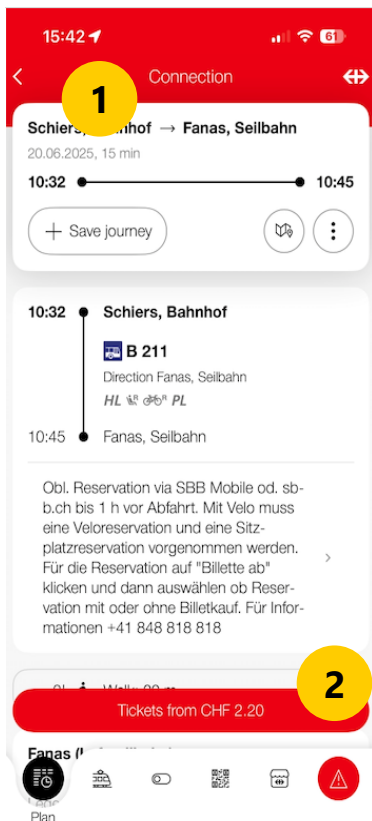 15:42
61
Connection
1
Schiers, Bahnhof → Fanas, Seilbahn
20.06.2025, 15 min
10:32
10:45
+ Save journey
10:32 Schiers, Bahnhof
B 211
Direction Fanas, Seilbahn
HL R R PL
10:45 Fanas, Seilbahn
Obl. Reservation via SBB Mobile od. sb-
b.ch bis 1 h vor Abfahrt. Mit Velo muss
eine Veloreservation und eine Sitz-
platzreservation vorgenommen werden.
Für die Reservation auf "Billette ab"
klicken und dann auswählen ob Reser-
vation mit oder ohne Billetkauf. Für Infor-
mationen +41 848 818 818
2
Tickets from CHF 2.20
Fanas
Plan